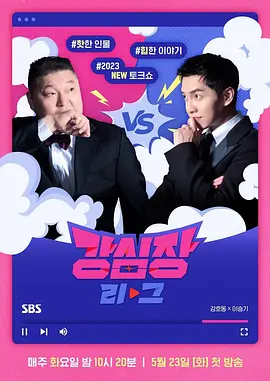 #핫한 인물
#힙한 이야기
#2023
NEW 토크쇼
VS
강심장
리그
SBS
강호동 × 이승기
매주 화요일 밤 10시 20분 | 5월 23일 [화] 첫 방송